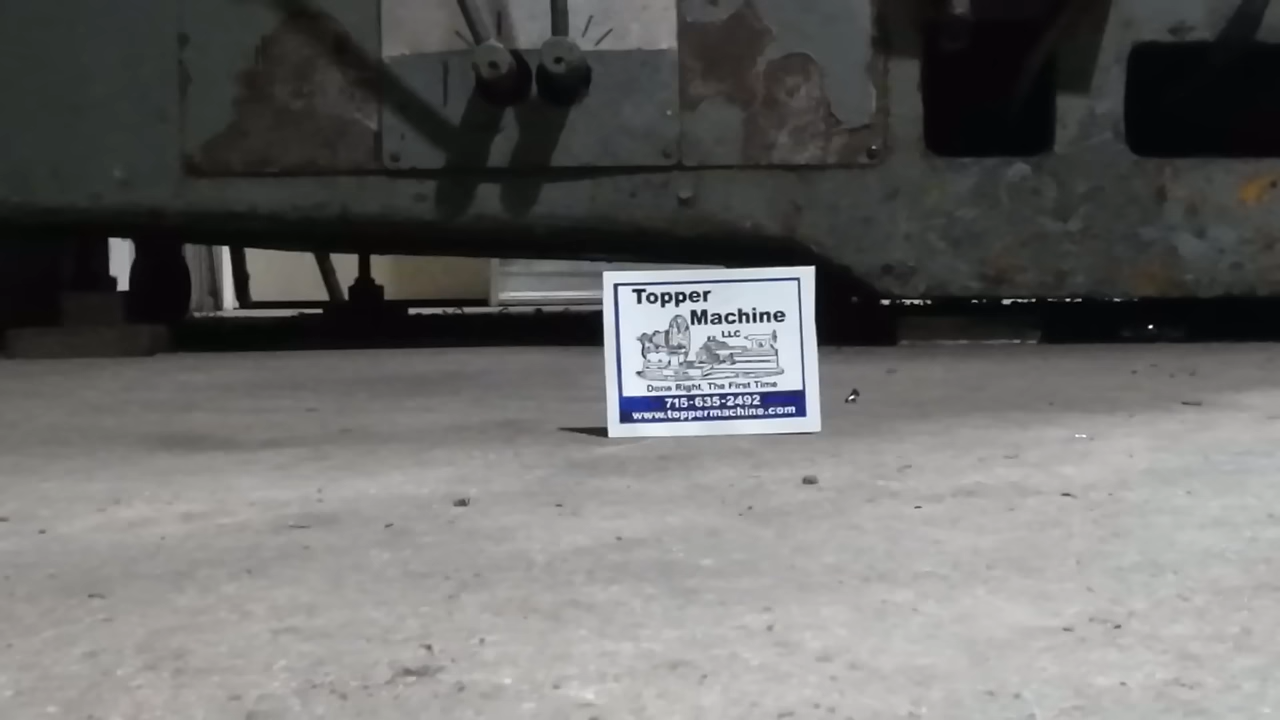 Topper
Machine
LLC
Done Right, The First Time
715-635-2492
www.toppermachine.com